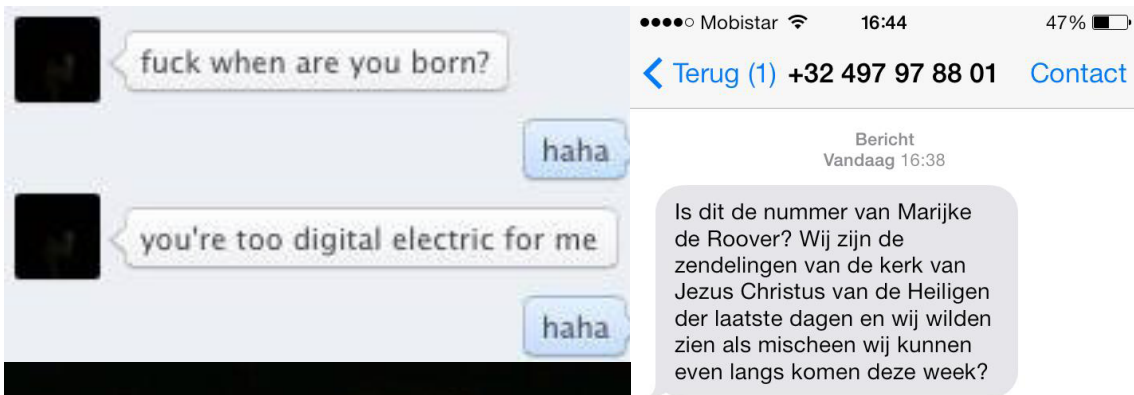 fuck when are you born?
haha
you're too digital electric for me
haha
Mobistar 16:44 47%
Terug (1) +32 497 97 88 01 Contact
Bericht
Vandaag 16:38
Is dit de nummer van Marijke
de Roover? Wij zijn de
zendelingen van de kerk van
Jezus Christus van de Heiligen
der laatste dagen en wij wilden
zien als mischeen wij kunnen
even langs komen deze week?